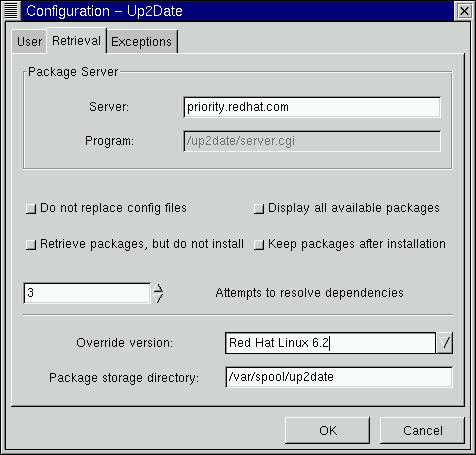 Configuration – Up2Date
User Retrieval Exceptions
Package Server
Server: priority.redhat.com
Program: /up2date/server.cgi
Do not replace config files Display all available packages
Retrieve packages, but do not install Keep packages after installation
3 Attempts to resolve dependencies
Override version: Red Hat Linux 6.2
Package storage directory: /var/spool/up2date
OK Cancel